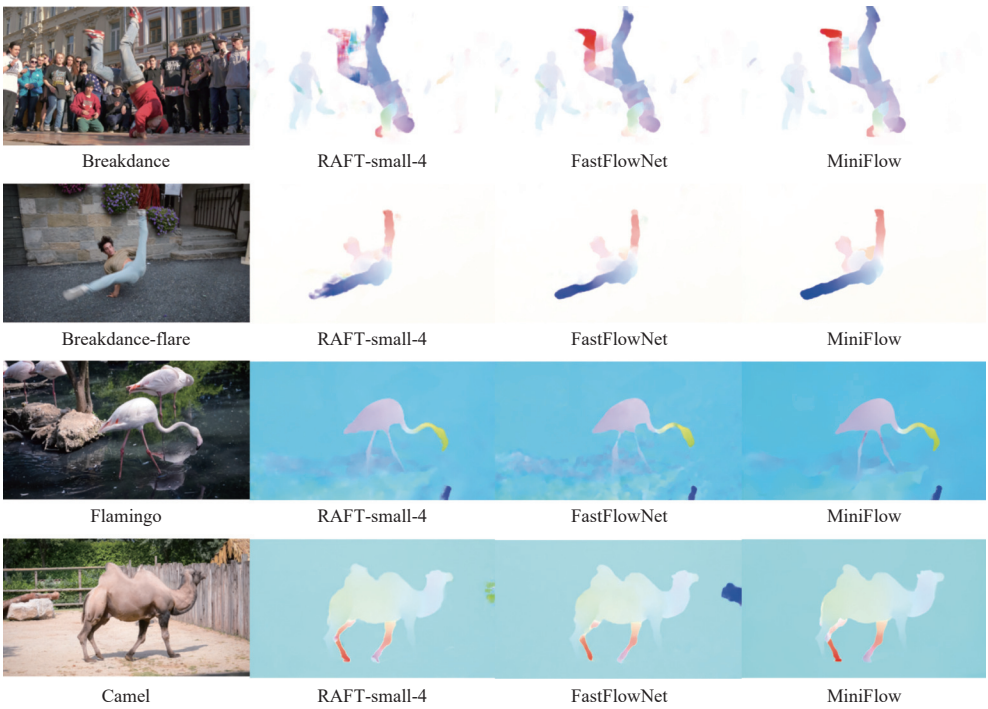 Breakdance RAFT-small-4 FastFlowNet MiniFlow
Breakdance-flare RAFT-small-4 FastFlowNet MiniFlow
Flamingo RAFT-small-4 FastFlowNet MiniFlow
Camel RAFT-small-4 FastFlowNet MiniFlow